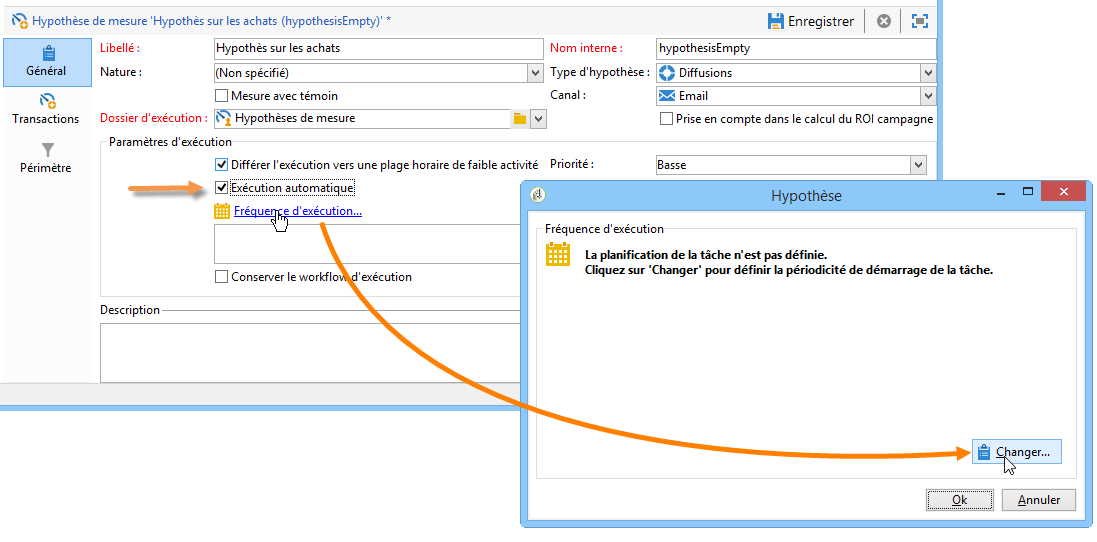 Hypothèse de mesure 'Hypothès sur les achats (hypothesisEmpty)' *
Enregistrer
Général
Transactions
Périmètre
Libellé : Hypothès sur les achats Nom interne : hypothesisEmpty
Nature : (Non spécifié) Type d'hypothèse : Diffusions
Mesure avec témoin Canal : Email
Dossier d'exécution : Hypothèses de mesure Prise en compte dans le calcul du ROI campagne
Paramètres d'exécution
Différer l'exécution vers une plage horaire de faible activité Priorité : Basse
Exécution automatique
Fréquence d'exécution...
Conserver le workflow d'exécution
Description
Hypothèse
Fréquence d'exécution
La planification de la tâche n'est pas définie.
Cliquez sur 'Changer' pour définir la périodicité de démarrage de la tâche.
Changer...
Ok Annuler